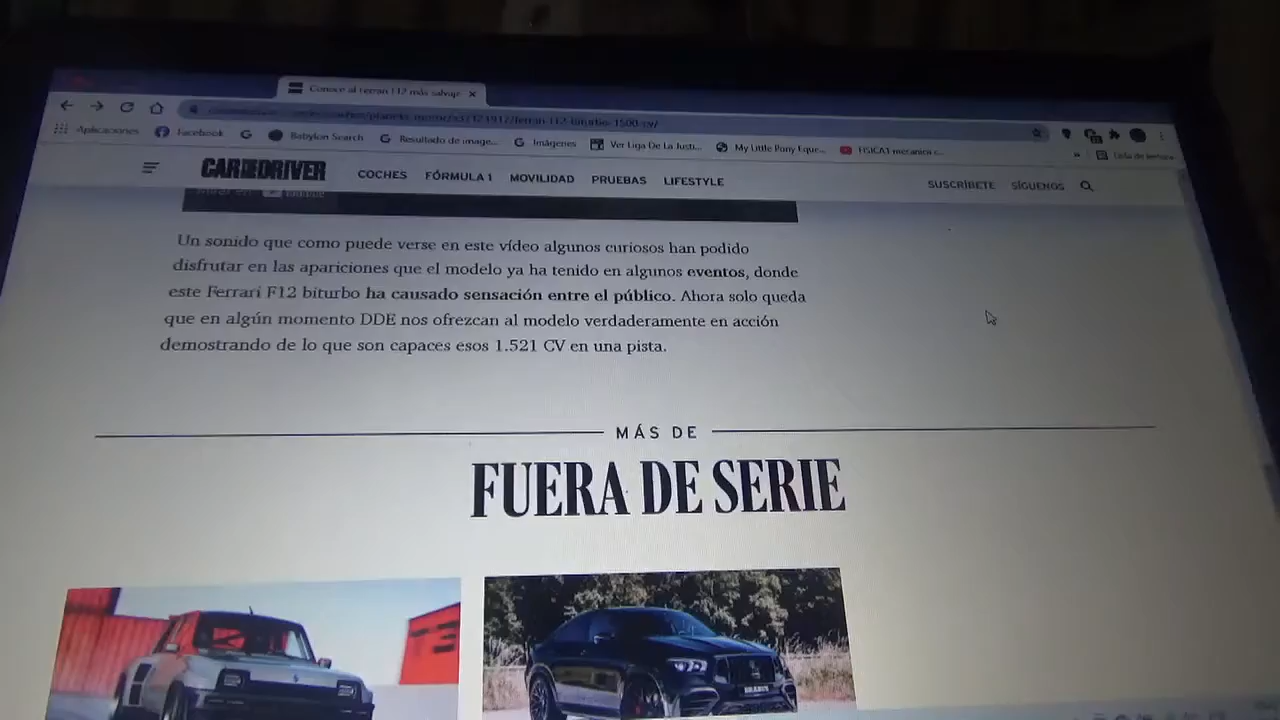 Conoce al Ferrari F12 más salvaje
Aplicaciones Facebook Babylon Search Resultado de image... Imágenes Ver Liga De La Justi... My Little Pony Eque... FISICA1 mecanica c...
CAR AND DRIVER COCHES FÓRMULA 1 MOVILIDAD PRUEBAS LIFESTYLE SUSCRÍBETE SÍGUENOS
Un sonido que como puede verse en este vídeo algunos curiosos han podido
disfrutar en las apariciones que el modelo ya ha tenido en algunos eventos, donde
este Ferrari F12 biturbo ha causado sensación entre el público. Ahora solo queda
que en algún momento DDE nos ofrezcan al modelo verdaderamente en acción
demostrando de lo que son capaces esos 1.521 CV en una pista.
MÁS DE
FUERA DE SERIE